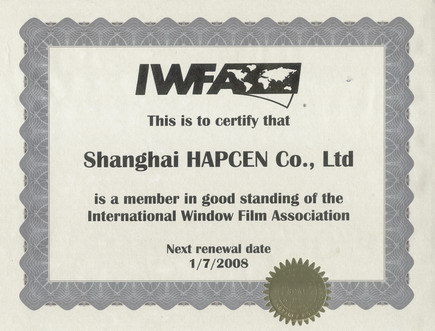 IWFA
This is to certify that
Shanghai HAPCEN Co., Ltd
is a member in good standing of the
International Window Film Association
Next renewal date
1/7/2008